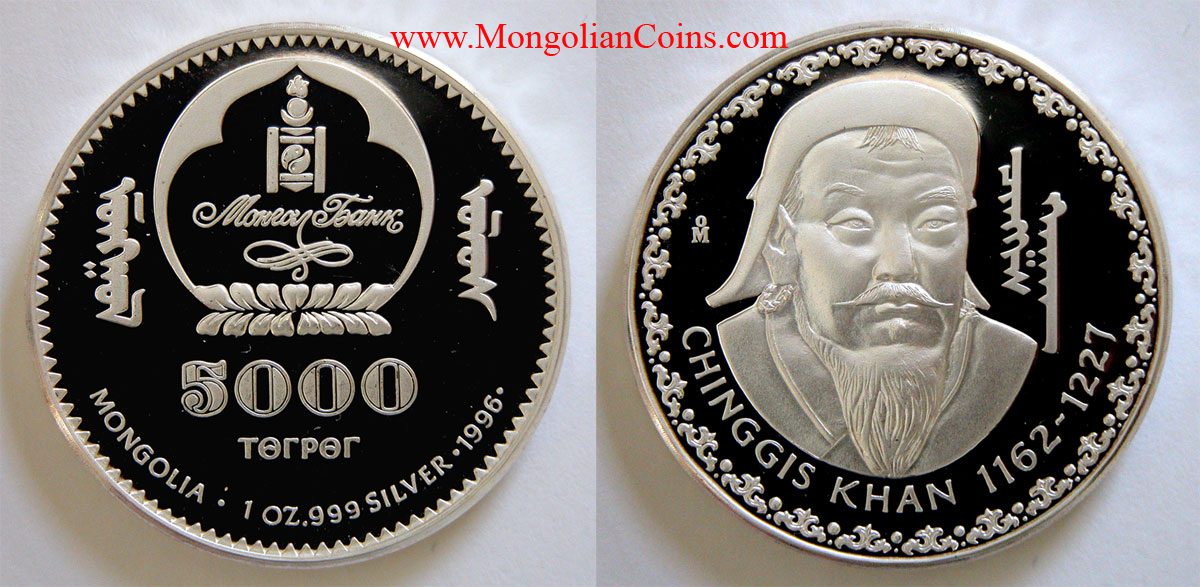 www.MongolianCoins.com
Монгол Банк
5000
ТӨГРӨГ
MONGOLIA • 1 OZ.999 SILVER • 1996 •
M
CHINGGIS KHAN 1162-1227